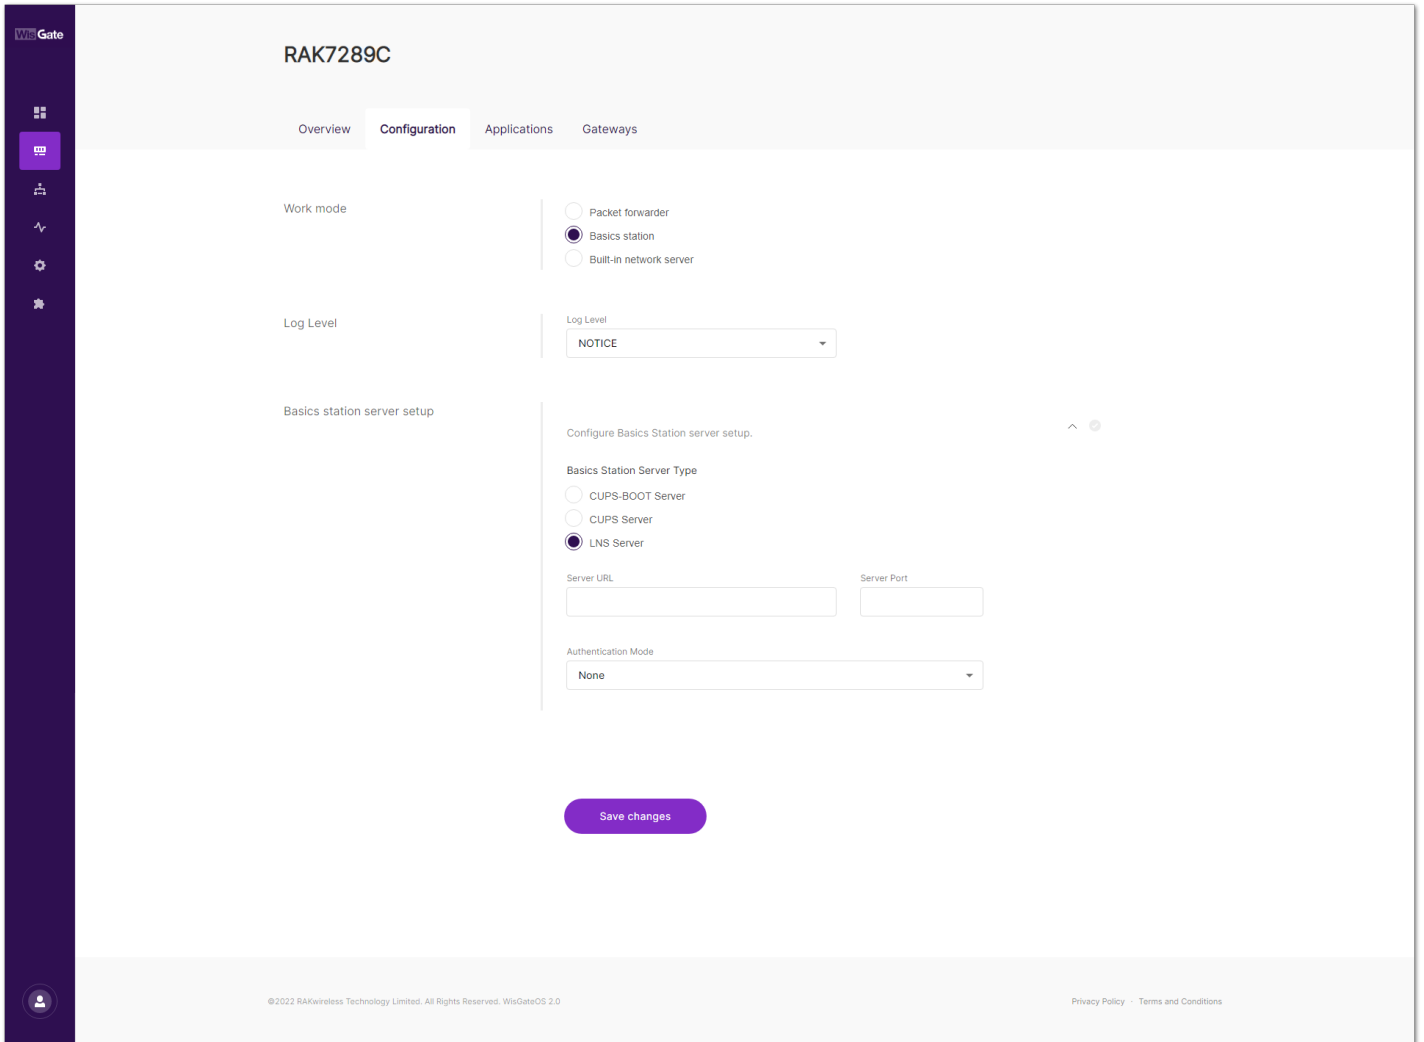 WisGate
RAK7289C
Overview Configuration Applications Gateways
Work mode
Packet forwarder
Basics station
Built-in network server
Log Level
Log Level
NOTICE
Basics station server setup
Configure Basics Station server setup.
Basics Station Server Type
CUPS-BOOT Server
CUPS Server
LNS Server
Server URL Server Port
Authentication Mode
None
Save changes
©2022 RAKwireless Technology Limited. All Rights Reserved. WisGateOS 2.0
Privacy Policy · Terms and Conditions